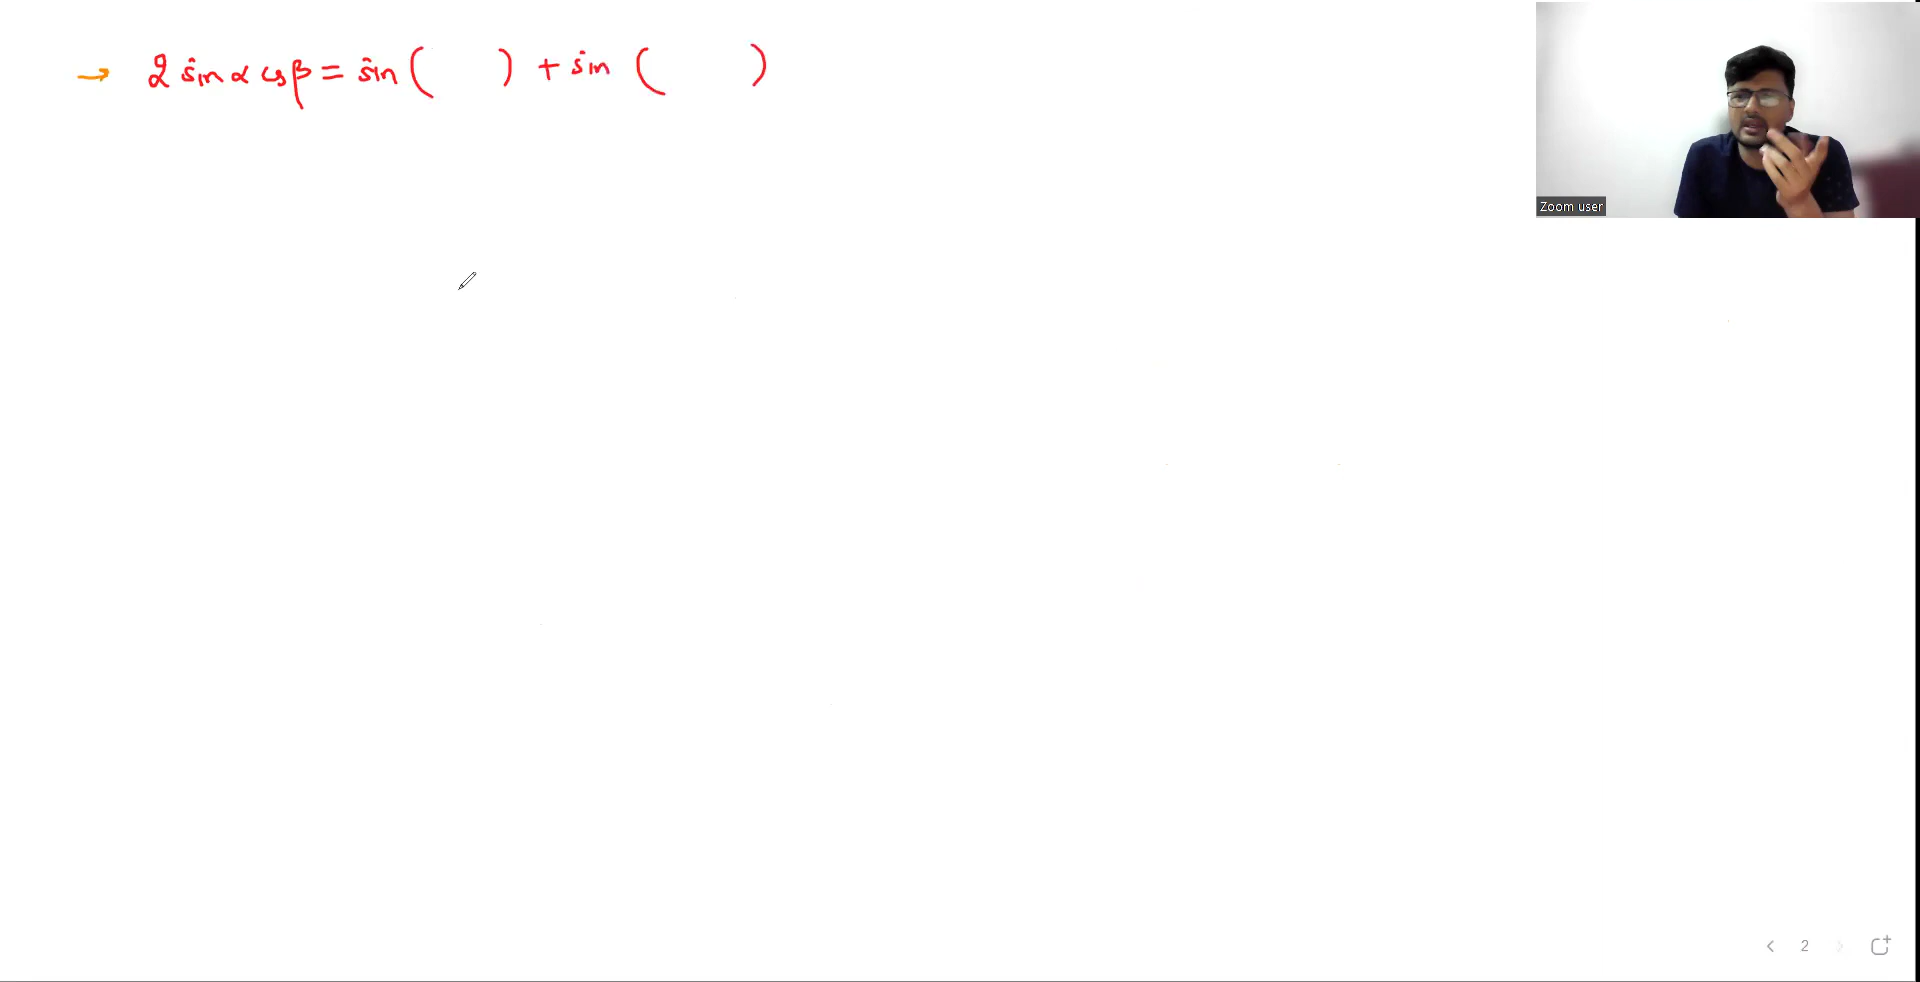 → 2 sin α cos β = sin ( ) + sin ( )
Zoom user
2